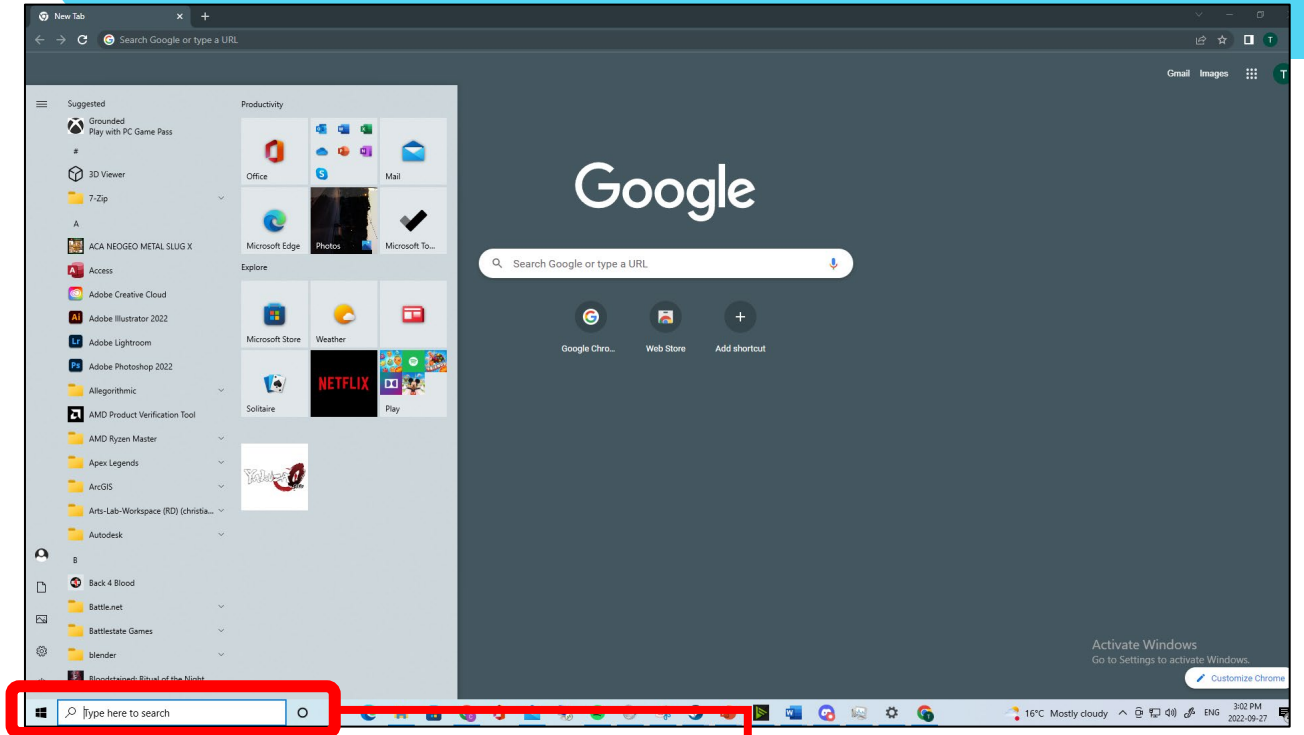 New Tab
Search Google or type a URL
Gmail Images
T
T
Suggested
Grounded
Play with PC Game Pass
#
3D Viewer
7-Zip
A
ACA NEOGEO METAL SLUG X
Access
Adobe Creative Cloud
Adobe Illustrator 2022
Adobe Lightroom
Adobe Photoshop 2022
Allegorithmic
AMD Product Verification Tool
AMD Ryzen Master
Apex Legends
ArcGIS
Arts-Lab-Workspace (RD) (christia...
Autodesk
B
Back 4 Blood
Battle.net
Battlestate Games
blender
Bloodstained: Ritual of the Night
Productivity
Office
Mail
Microsoft Edge
Photos
Microsoft To...
Explore
Microsoft Store
Weather
Solitaire
NETFLIX
Play
Yakuza 0
Google
Search Google or type a URL
Google Chro...
Web Store
Add shortcut
Activate Windows
Go to Settings to activate Windows.
Customize Chrome
Type here to search
16°C Mostly cloudy
ENG
3:02 PM
2022-09-27